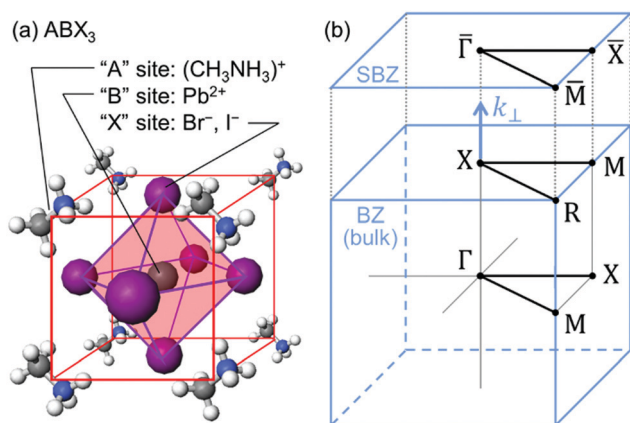 (a) ABX₃
"A" site: (CH₃NH₃)⁺
"B" site: Pb²⁺
"X" site: Br⁻, I⁻
(b)
Γ̅
X̅
SBZ
M̅
k⊥
X
M
BZ
(bulk)
R
Γ
X
M